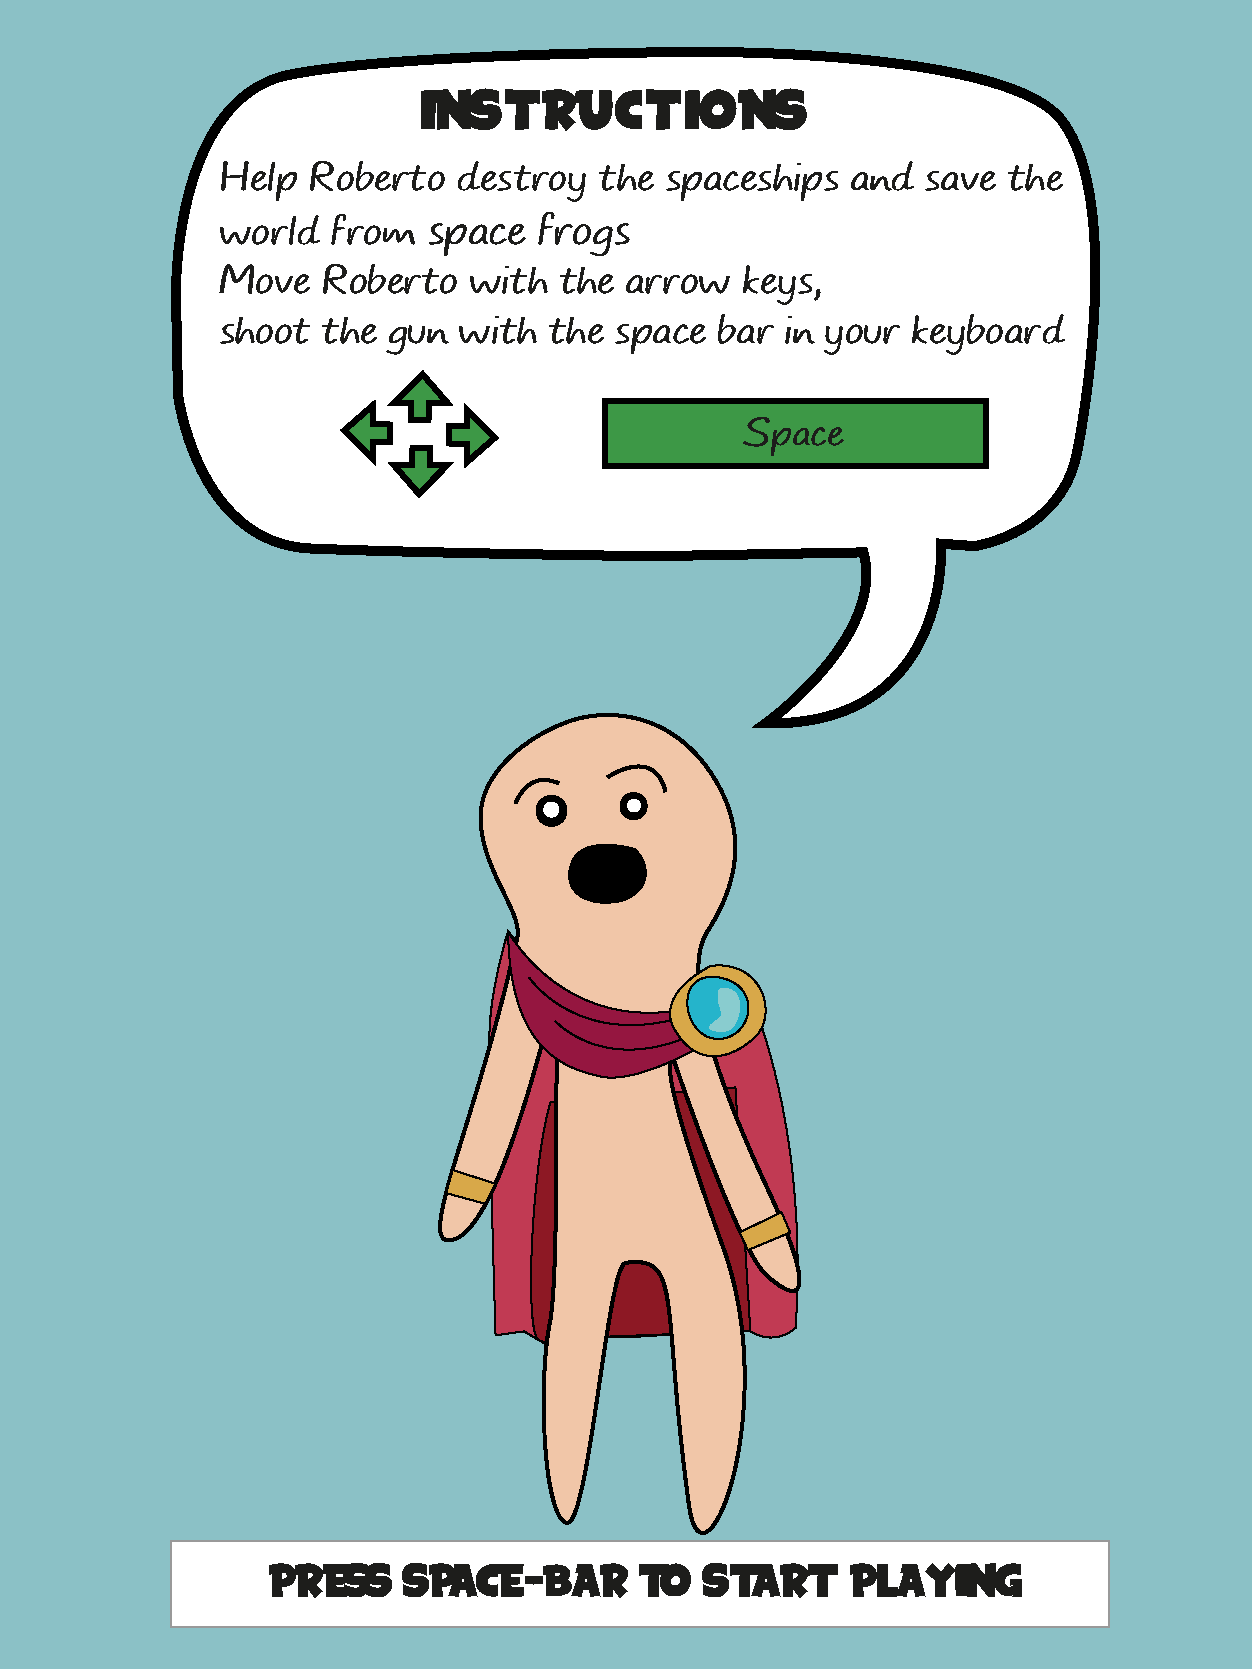 INSTRUCTIONS
Help Roberto destroy the spaceships and save the
world from space frogs
Move Roberto with the arrow keys,
shoot the gun with the space bar in your keyboard
Space
PRESS SPACE-BAR TO START PLAYING